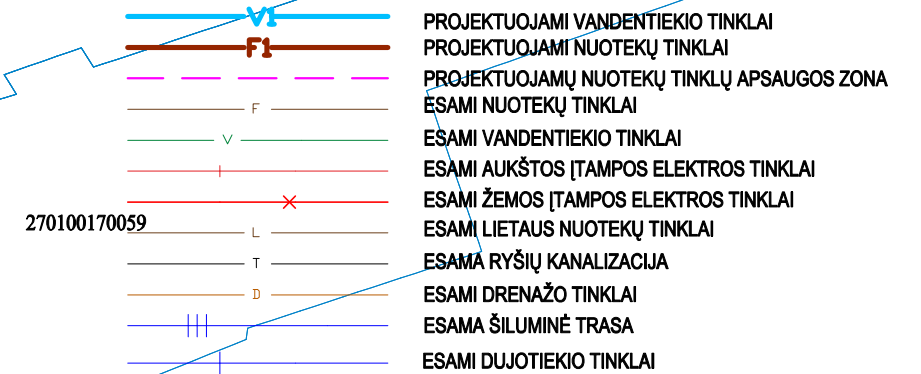 V1 PROJEKTUOJAMI VANDENTIEKIO TINKLAI
F1 PROJEKTUOJAMI NUOTEKŲ TINKLAI
PROJEKTUOJAMŲ NUOTEKŲ TINKLŲ APSAUGOS ZONA
F ESAMI NUOTEKŲ TINKLAI
V ESAMI VANDENTIEKIO TINKLAI
ESAMI AUKŠTOS ĮTAMPOS ELEKTROS TINKLAI
ESAMI ŽEMOS ĮTAMPOS ELEKTROS TINKLAI
270100170059
L ESAMI LIETAUS NUOTEKŲ TINKLAI
T ESAMA RYŠIŲ KANALIZACIJA
D ESAMI DRENAŽO TINKLAI
ESAMA ŠILUMINĖ TRASA
ESAMI DUJOTIEKIO TINKLAI